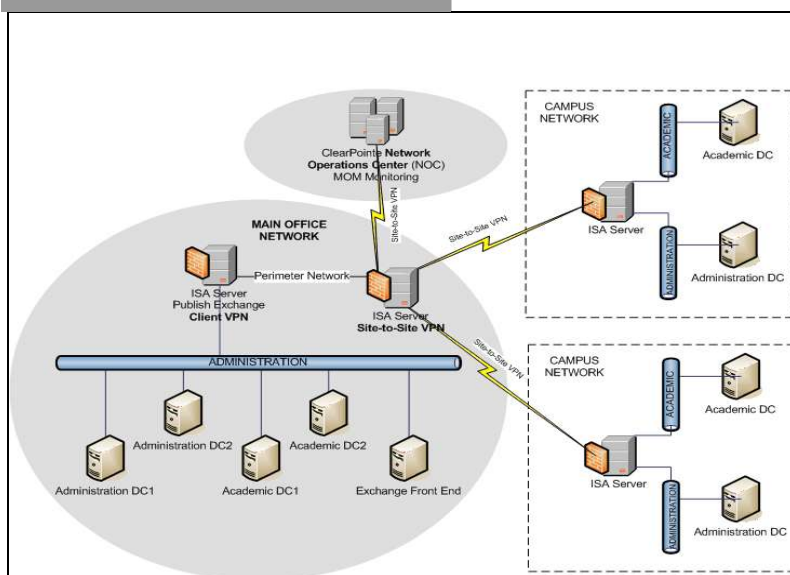 ClearPointe Network
Operations Center (NOC)
MOM Monitoring
Site-to-Site VPN
MAIN OFFICE
NETWORK
ISA Server
Publish Exchange
Client VPN
Perimeter Network
ISA Server
Site-to-Site VPN
ADMINISTRATION
Administration DC2
Academic DC2
Administration DC1
Academic DC1
Exchange Front End
Site-to-Site VPN
CAMPUS
NETWORK
ACADEMIC
Academic DC
ISA Server
ADMINISTRATION
Administration DC
Site-to-Site VPN
CAMPUS
NETWORK
ACADEMIC
Academic DC
ISA Server
ADMINISTRATION
Administration DC